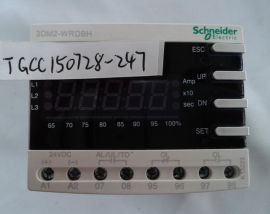 3DM2-WRDBH
Schneider
Electric
ESC
TGCC150728-247
L1
L2
L3
Amp
x10
sec
UP
DN
65 70 75 80 85 90 95 100%
SET
24VDC AL/UL/TO OL OL
(+) (-)
A1 A2 07 08 95 96 97 98